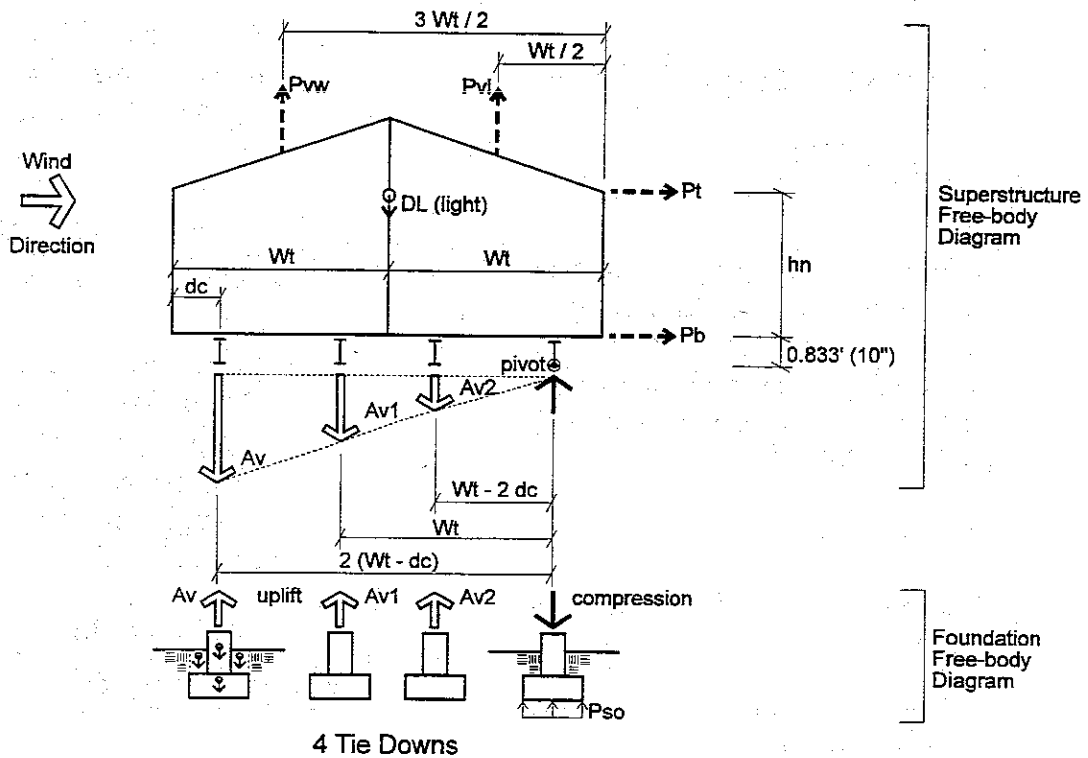 3 Wt / 2
Wt / 2
Pvw
Pvl
Wind
Direction
DL (light)
Pt
Superstructure
Free-body
Diagram
Wt
Wt
hn
dc
Pb
0.833' (10")
pivot
Av2
Av1
Av
Wt - 2 dc
Wt
2 (Wt - dc)
Av
uplift
Av1
Av2
compression
Foundation
Free-body
Diagram
Pso
4 Tie Downs